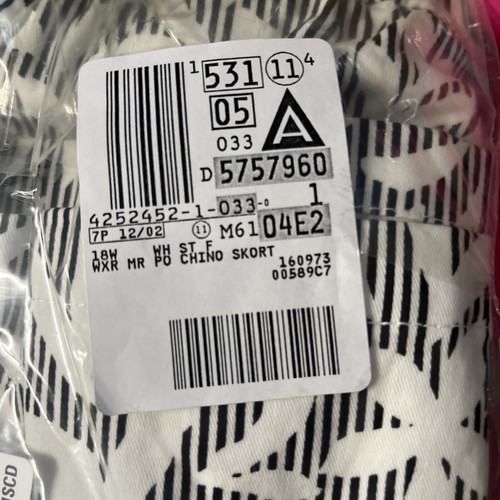 1 531 11 4
05
033 A
D 5757960
4252452-1-033-0 1
7P 12/02 11 M61 04E2
18W WH ST F
WXR MR PO CHINO SKORT 160973
00589C7
SCD